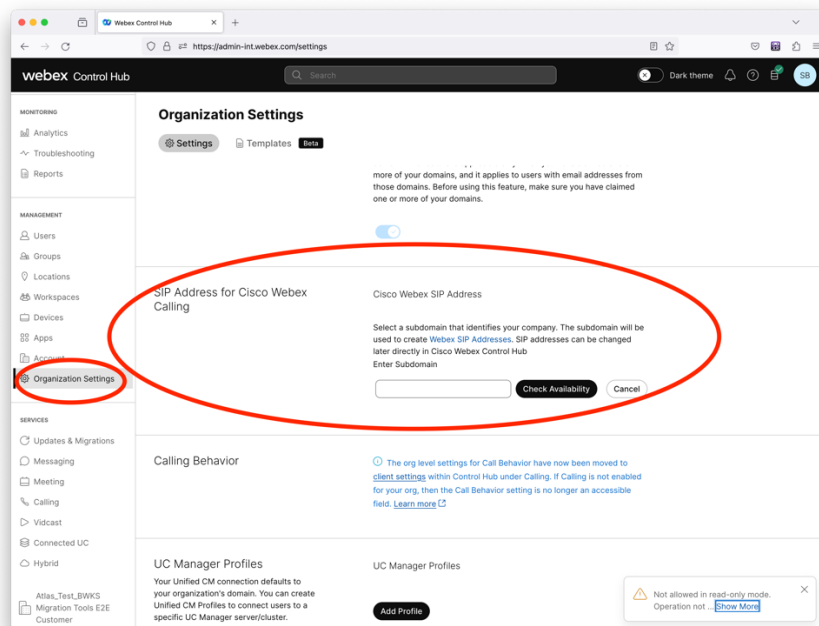 Webex Control Hub
https://admin-int.webex.com/settings
webex Control Hub
Search
Dark theme
SB
MONITORING
Analytics
Troubleshooting
Reports
MANAGEMENT
Users
Groups
Locations
Workspaces
Devices
Apps
Account
Organization Settings
SERVICES
Updates & Migrations
Messaging
Meeting
Calling
Vidcast
Connected UC
Hybrid
Atlas_Test_BWKS
Migration Tools E2E
Customer
Organization Settings
Settings
Templates Beta
more of your domains, and it applies to users with email addresses from
those domains. Before using this feature, make sure you have claimed
one or more of your domains.
SIP Address for Cisco Webex
Calling
Cisco Webex SIP Address
Select a subdomain that identifies your company. The subdomain will be
used to create Webex SIP Addresses. SIP addresses can be changed
later directly in Cisco Webex Control Hub
Enter Subdomain
Check Availability
Cancel
Calling Behavior
The org level settings for Call Behavior have now been moved to
client settings within Control Hub under Calling. If Calling is not enabled
for your org, then the Call Behavior setting is no longer an accessible
field. Learn more
UC Manager Profiles
Your Unified CM connection defaults to
your organization's domain. You can create
Unified CM Profiles to connect users to a
specific UC Manager server/cluster.
UC Manager Profiles
Add Profile
Not allowed in read-only mode.
Operation not ... Show More